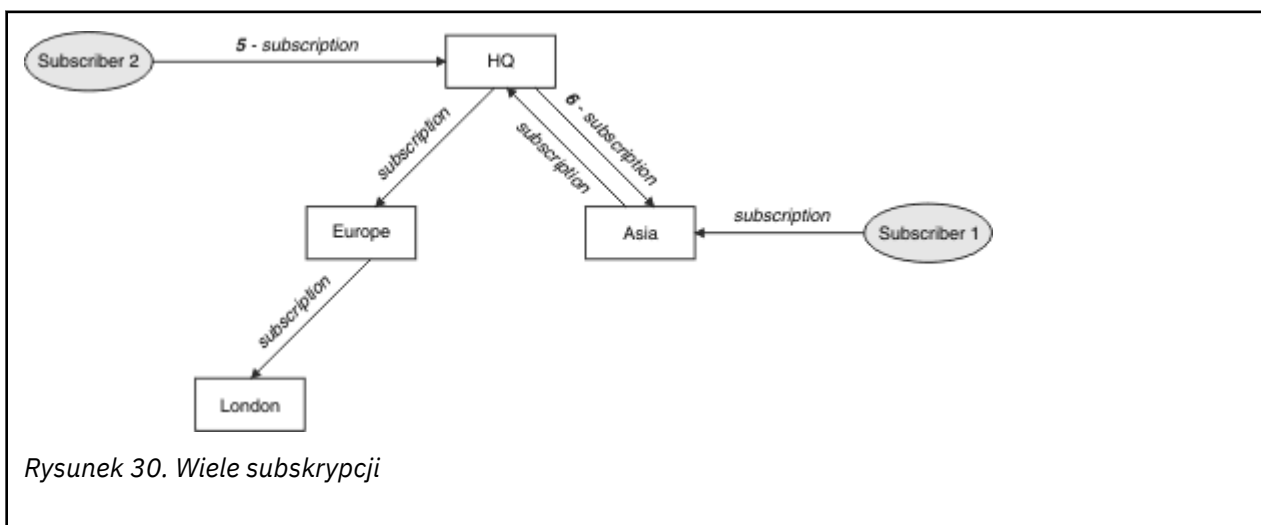 5 - subscription
Subscriber 2
HQ
6 - subscription
subscription
subscription
subscription
Europe
Asia
Subscriber 1
subscription
London
Rysunek 30. Wiele subskrypcji